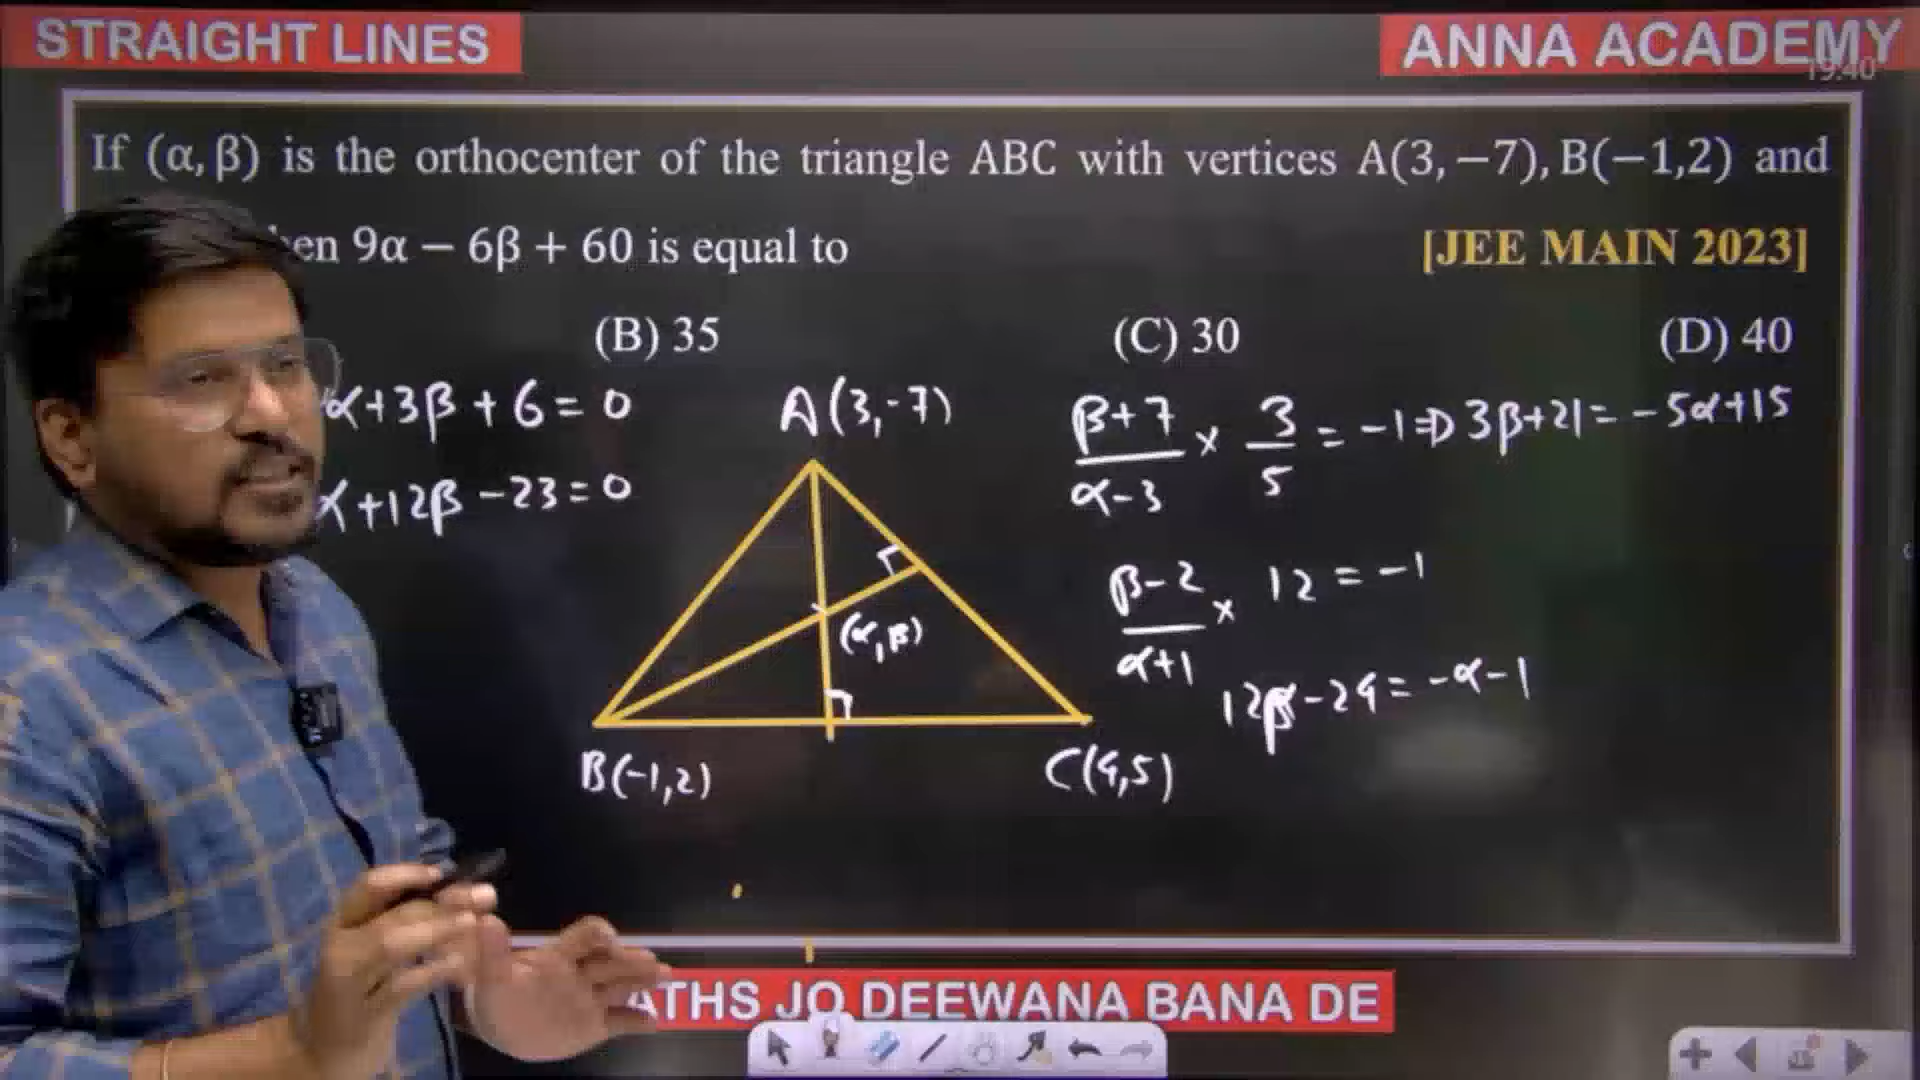 STRAIGHT LINES
ANNA ACADEMY
19:40
If (α, β) is the orthocenter of the triangle ABC with vertices A(3, −7), B(−1,2) and
9α − 6β + 60 is equal to
[JEE MAIN 2023]
(B) 35
(C) 30
(D) 40
α+3β+6=0
α+12β-23=0
A(3,-7)
(α,β)
B(-1,2)
C(4,5)
β+7/α-3 × 3/5 = -1 ⇒ 3β+21 = -5α+15
β-2/α+1 × 12 = -1
12β-24 = -α-1
JO DEEWANA BANA DE